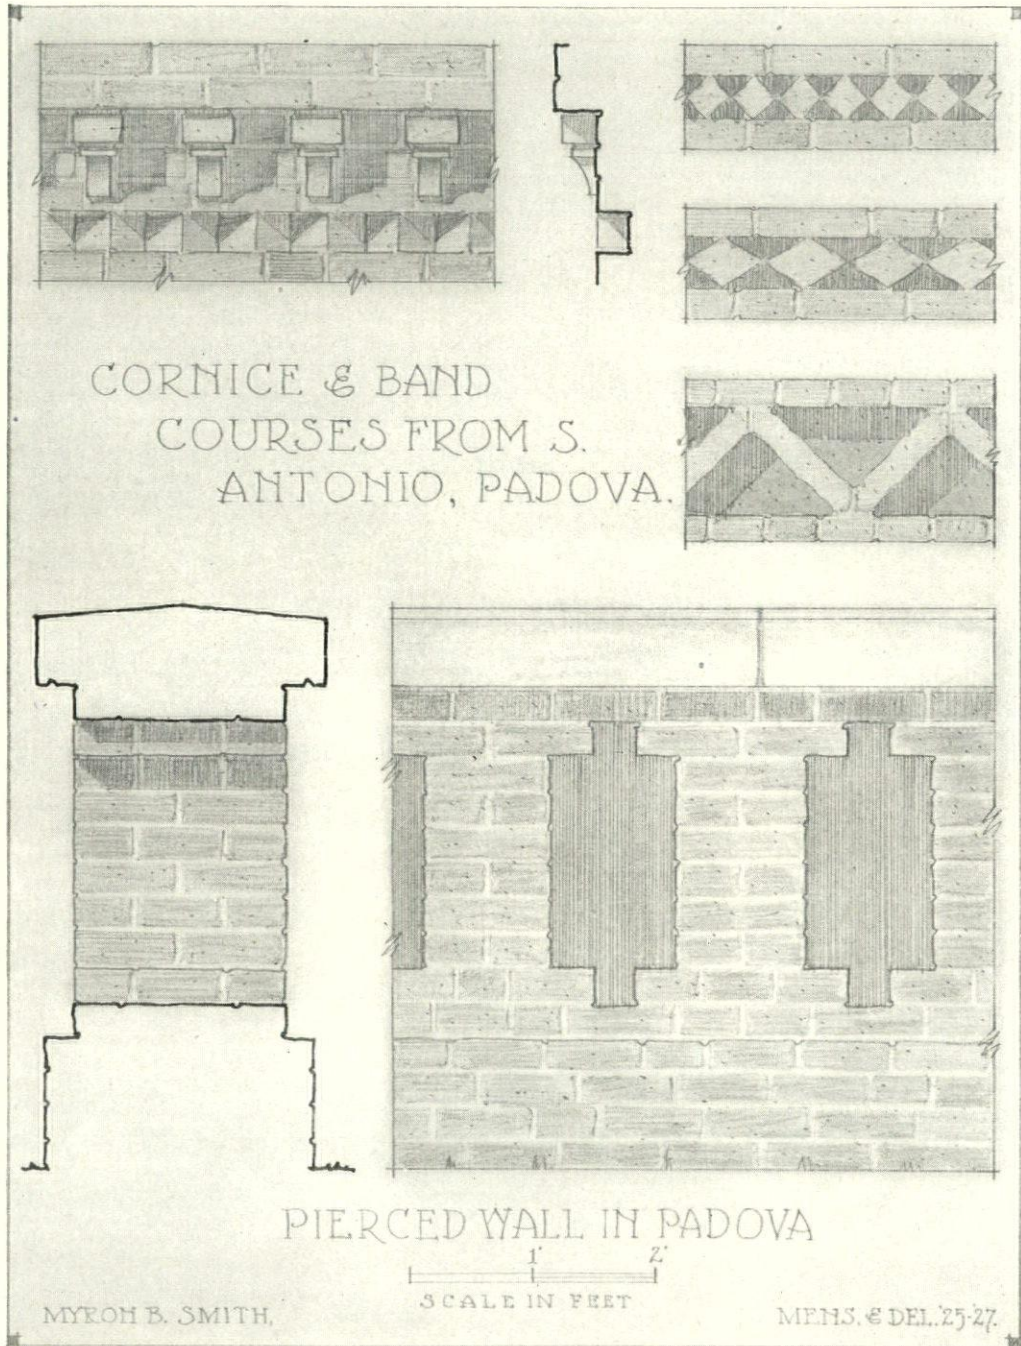 CORNICE & BAND
COURSES FROM S.
ANTONIO, PADOVA.
PIERCED WALL IN PADOVA
1' 2'
SCALE IN FEET
MYRON B. SMITH,
MENS. & DEL. '25-'27.